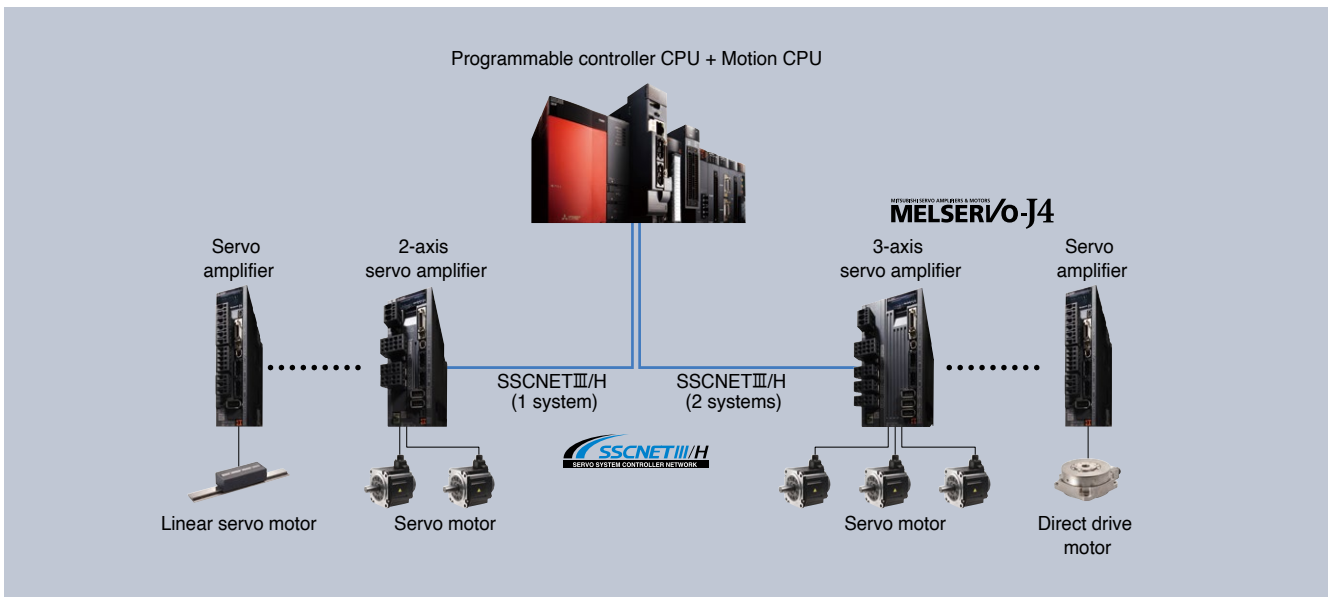 Programmable controller CPU + Motion CPU
MITSUBISHI SERVO AMPLIFIERS & MOTORS
MELSERVO-J4
Servo
amplifier
2-axis
servo amplifier
3-axis
servo amplifier
Servo
amplifier
SSCNETⅢ/H
(1 system)
SSCNETⅢ/H
(2 systems)
SSCNETⅢ/H
SERVO SYSTEM CONTROLLER NETWORK
Linear servo motor
Servo motor
Servo motor
Direct drive
motor